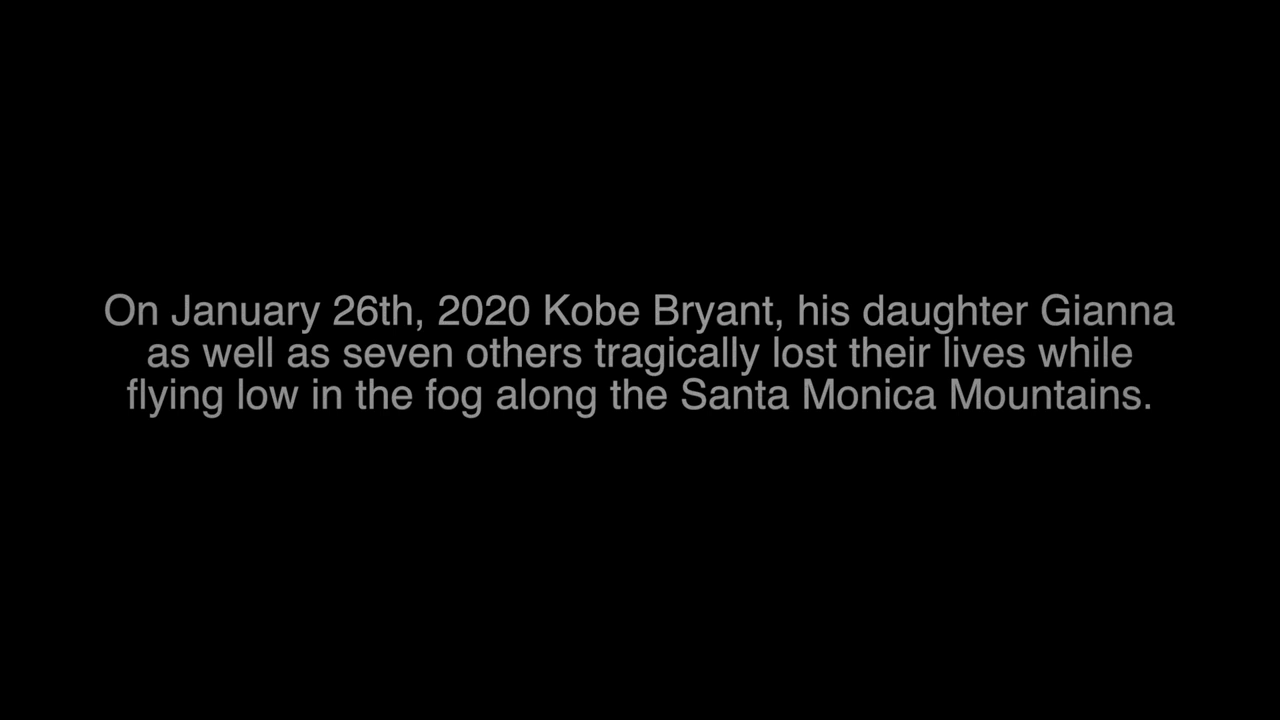 On January 26th, 2020 Kobe Bryant, his daughter Gianna
as well as seven others tragically lost their lives while
flying low in the fog along the Santa Monica Mountains.